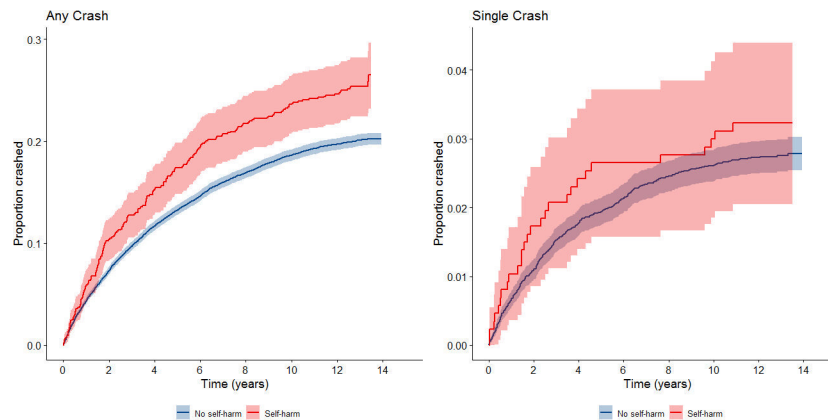 Any Crash
0.3
0.2
0.1
0.0
Proportion crashed
0 2 4 6 8 10 12 14
Time (years)
No self-harm Self-harm
Single Crash
0.04
0.03
0.02
0.01
0.00
Proportion crashed
0 2 4 6 8 10 12 14
Time (years)
No self-harm Self-harm